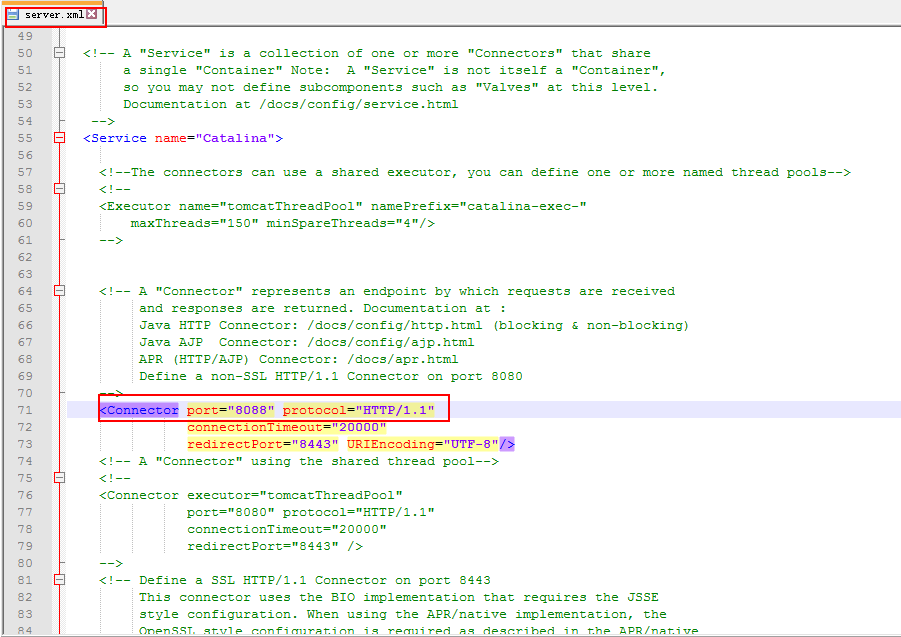 server.xml
49
50 <!-- A "Service" is a collection of one or more "Connectors" that share
51 a single "Container" Note:  A "Service" is not itself a "Container",
52 so you may not define subcomponents such as "Valves" at this level.
53 Documentation at /docs/config/service.html
54 -->
55 <Service name="Catalina">
56
57 <!--The connectors can use a shared executor, you can define one or more named thread pools-->
58 <!--
59 <Executor name="tomcatThreadPool" namePrefix="catalina-exec-"
60 maxThreads="150" minSpareThreads="4"/>
61 -->
62
63
64 <!-- A "Connector" represents an endpoint by which requests are received
65 and responses are returned. Documentation at :
66 Java HTTP Connector: /docs/config/http.html (blocking & non-blocking)
67 Java AJP  Connector: /docs/config/ajp.html
68 APR (HTTP/AJP) Connector: /docs/apr.html
69 Define a non-SSL HTTP/1.1 Connector on port 8080
70 -->
71 <Connector port="8088" protocol="HTTP/1.1"
72 connectionTimeout="20000"
73 redirectPort="8443" URIEncoding="UTF-8"/>
74 <!-- A "Connector" using the shared thread pool-->
75 <!--
76 <Connector executor="tomcatThreadPool"
77 port="8080" protocol="HTTP/1.1"
78 connectionTimeout="20000"
79 redirectPort="8443" />
80 -->
81 <!-- Define a SSL HTTP/1.1 Connector on port 8443
82 This connector uses the BIO implementation that requires the JSSE
83 style configuration. When using the APR/native implementation, the
84 OpenSSL style configuration is required as described in the APR/native